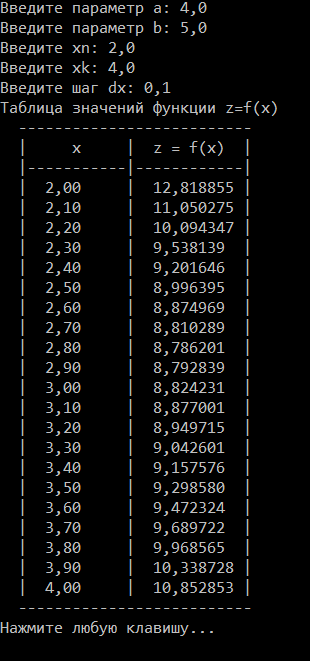 Введите параметр a: 4,0
Введите параметр b: 5,0
Введите xn: 2,0
Введите xk: 4,0
Введите шаг dx: 0,1
Таблица значений функции z=f(x)
--------------------------
|     x     |  z = f(x)  |
|-----------|------------|
|  2,00     |  12,818855 |
|  2,10     |  11,050275 |
|  2,20     |  10,094347 |
|  2,30     |  9,538139  |
|  2,40     |  9,201646  |
|  2,50     |  8,996395  |
|  2,60     |  8,874969  |
|  2,70     |  8,810289  |
|  2,80     |  8,786201  |
|  2,90     |  8,792839  |
|  3,00     |  8,824231  |
|  3,10     |  8,877001  |
|  3,20     |  8,949715  |
|  3,30     |  9,042601  |
|  3,40     |  9,157576  |
|  3,50     |  9,298580  |
|  3,60     |  9,472324  |
|  3,70     |  9,689722  |
|  3,80     |  9,968565  |
|  3,90     |  10,338728 |
|  4,00     |  10,852853 |
--------------------------
Нажмите любую клавишу...